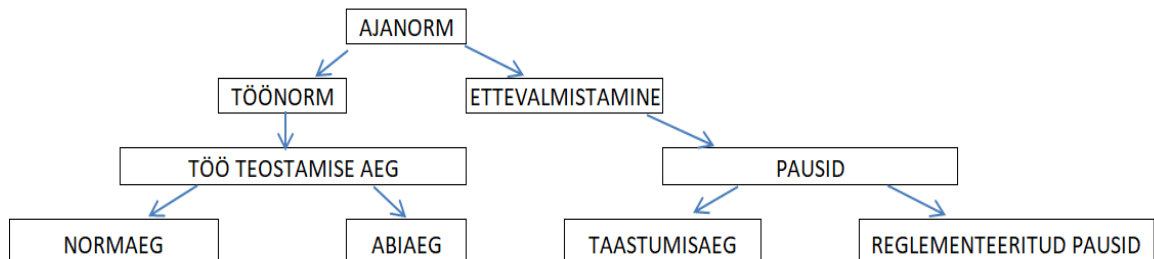 AJANORM
TÖÖNORM
ETTEVALMISTAMINE
TÖÖ TEOSTAMISE AEG
PAUSID
NORMAEG
ABIAEG
TAASTUMISAEG
REGLEMENTEERITUD PAUSID